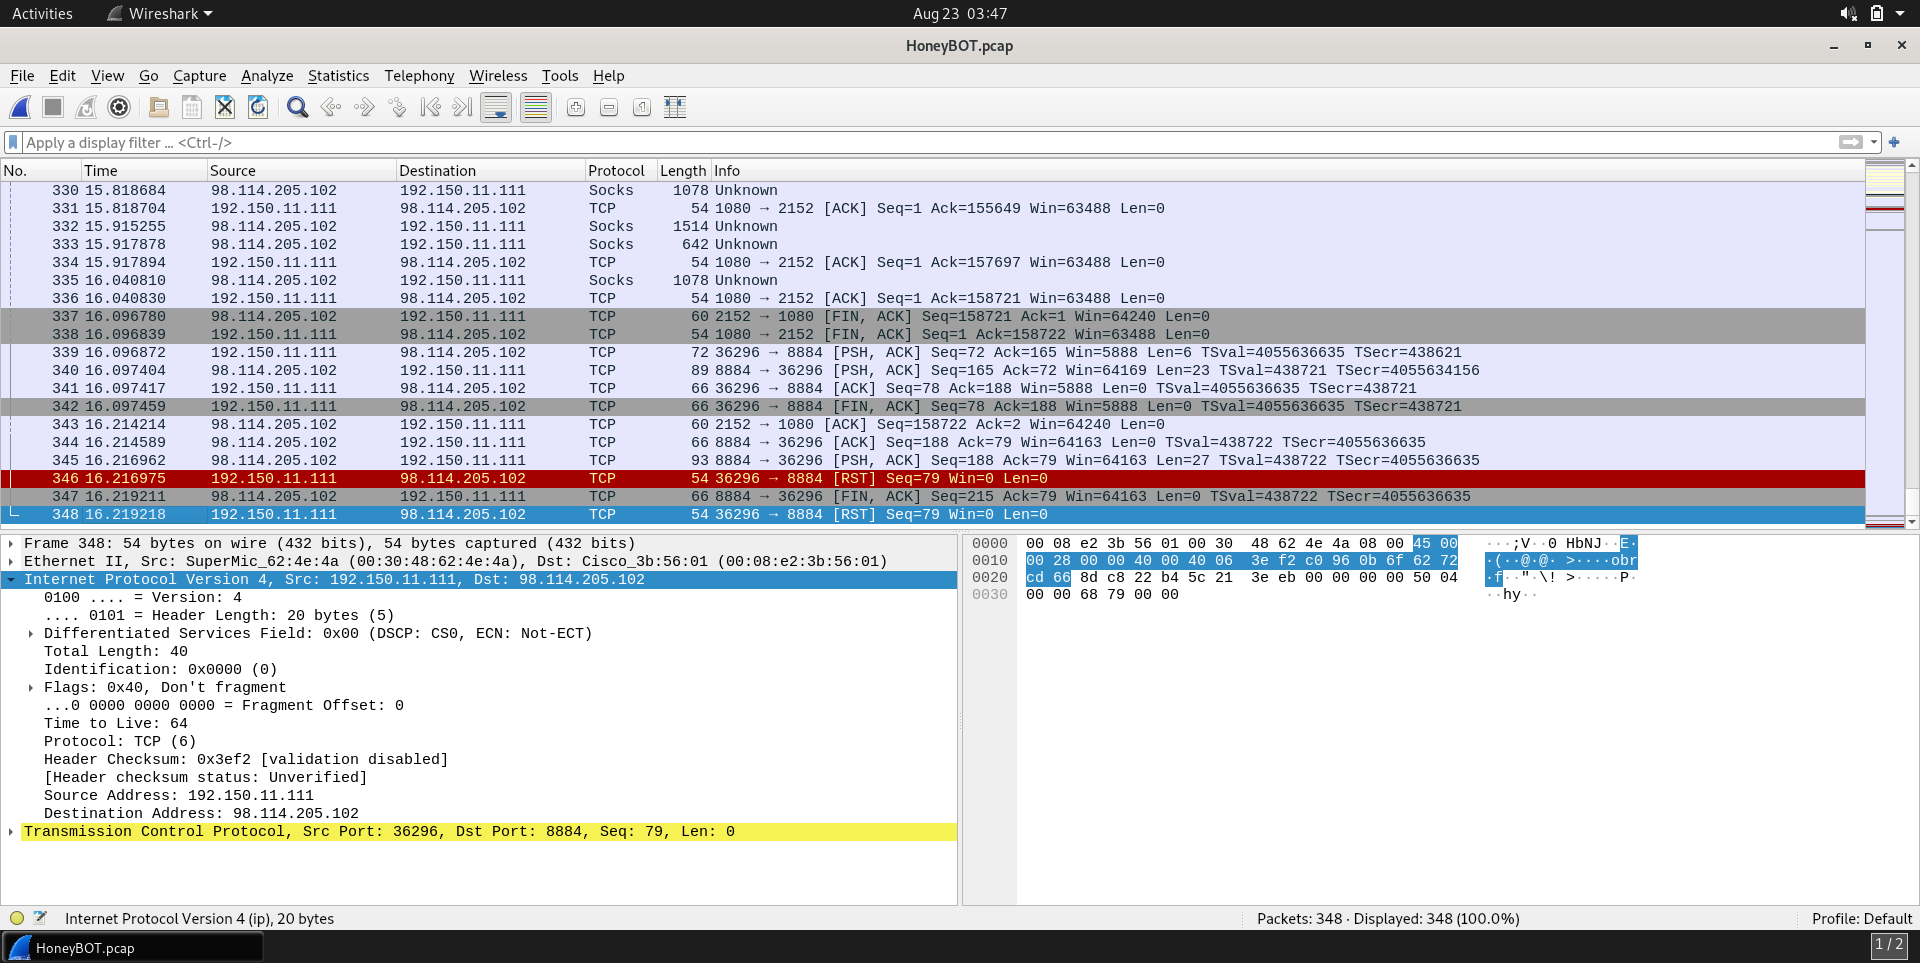 Activities Wireshark Aug 23 03:47
HoneyBOT.pcap
File Edit View Go Capture Analyze Statistics Telephony Wireless Tools Help
Apply a display filter ... <Ctrl-/>
No. Time Source Destination Protocol Length Info
330 15.818684 98.114.205.102 192.150.11.111 Socks 1078 Unknown
331 15.818704 192.150.11.111 98.114.205.102 TCP 54 1080 → 2152 [ACK] Seq=1 Ack=155649 Win=63488 Len=0
332 15.915255 98.114.205.102 192.150.11.111 Socks 1514 Unknown
333 15.917878 98.114.205.102 192.150.11.111 Socks 642 Unknown
334 15.917894 192.150.11.111 98.114.205.102 TCP 54 1080 → 2152 [ACK] Seq=1 Ack=157697 Win=63488 Len=0
335 16.040810 98.114.205.102 192.150.11.111 Socks 1078 Unknown
336 16.040830 192.150.11.111 98.114.205.102 TCP 54 1080 → 2152 [ACK] Seq=1 Ack=158721 Win=63488 Len=0
337 16.096780 98.114.205.102 192.150.11.111 TCP 60 2152 → 1080 [FIN, ACK] Seq=158721 Ack=1 Win=64240 Len=0
338 16.096839 192.150.11.111 98.114.205.102 TCP 54 1080 → 2152 [FIN, ACK] Seq=1 Ack=158722 Win=63488 Len=0
339 16.096872 192.150.11.111 98.114.205.102 TCP 72 36296 → 8884 [PSH, ACK] Seq=72 Ack=165 Win=5888 Len=6 TSval=4055636635 TSecr=438621
340 16.097404 98.114.205.102 192.150.11.111 TCP 89 8884 → 36296 [PSH, ACK] Seq=165 Ack=72 Win=64169 Len=23 TSval=438721 TSecr=4055634156
341 16.097417 192.150.11.111 98.114.205.102 TCP 66 36296 → 8884 [ACK] Seq=78 Ack=188 Win=5888 Len=0 TSval=4055636635 TSecr=438721
342 16.097459 192.150.11.111 98.114.205.102 TCP 66 36296 → 8884 [FIN, ACK] Seq=78 Ack=188 Win=5888 Len=0 TSval=4055636635 TSecr=438721
343 16.214214 98.114.205.102 192.150.11.111 TCP 60 2152 → 1080 [ACK] Seq=158722 Ack=2 Win=64240 Len=0
344 16.214589 98.114.205.102 192.150.11.111 TCP 66 8884 → 36296 [ACK] Seq=188 Ack=79 Win=64163 Len=0 TSval=438722 TSecr=4055636635
345 16.216962 98.114.205.102 192.150.11.111 TCP 93 8884 → 36296 [PSH, ACK] Seq=188 Ack=79 Win=64163 Len=27 TSval=438722 TSecr=4055636635
346 16.216975 192.150.11.111 98.114.205.102 TCP 54 36296 → 8884 [RST] Seq=79 Win=0 Len=0
347 16.219211 98.114.205.102 192.150.11.111 TCP 66 8884 → 36296 [FIN, ACK] Seq=215 Ack=79 Win=64163 Len=0 TSval=438722 TSecr=4055636635
348 16.219218 192.150.11.111 98.114.205.102 TCP 54 36296 → 8884 [RST] Seq=79 Win=0 Len=0
Frame 348: 54 bytes on wire (432 bits), 54 bytes captured (432 bits)
Ethernet II, Src: SuperMic_62:4e:4a (00:30:48:62:4e:4a), Dst: Cisco_3b:56:01 (00:08:e2:3b:56:01)
Internet Protocol Version 4, Src: 192.150.11.111, Dst: 98.114.205.102
0100 .... = Version: 4
.... 0101 = Header Length: 20 bytes (5)
Differentiated Services Field: 0x00 (DSCP: CS0, ECN: Not-ECT)
Total Length: 40
Identification: 0x0000 (0)
Flags: 0x40, Don't fragment
...0 0000 0000 0000 = Fragment Offset: 0
Time to Live: 64
Protocol: TCP (6)
Header Checksum: 0x3ef2 [validation disabled]
[Header checksum status: Unverified]
Source Address: 192.150.11.111
Destination Address: 98.114.205.102
Transmission Control Protocol, Src Port: 36296, Dst Port: 8884, Seq: 79, Len: 0
0000 00 08 e2 3b 56 01 00 30 48 62 4e 4a 08 00 45 00 ···;V··0 HbNJ··E·
0010 00 28 00 00 40 00 40 06 3e f2 c0 96 0b 6f 62 72 ·(··@·@· >····obr
0020 cd 66 8d c8 22 b4 5c 21 3e eb 00 00 00 00 50 04 ·f··"·\! >·····P·
0030 00 00 68 79 00 00 ··hy··
Internet Protocol Version 4 (ip), 20 bytes Packets: 348 · Displayed: 348 (100.0%) Profile: Default
HoneyBOT.pcap 1 / 2